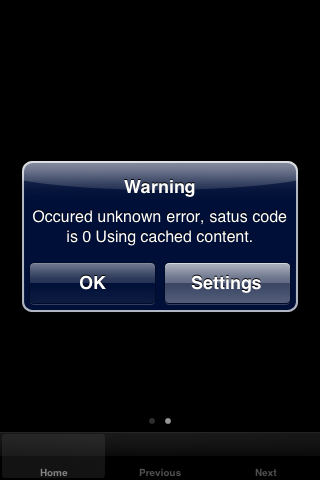 Warning
Occured unknown error, satus code
is 0 Using cached content.
OK Settings
Home Previous Next